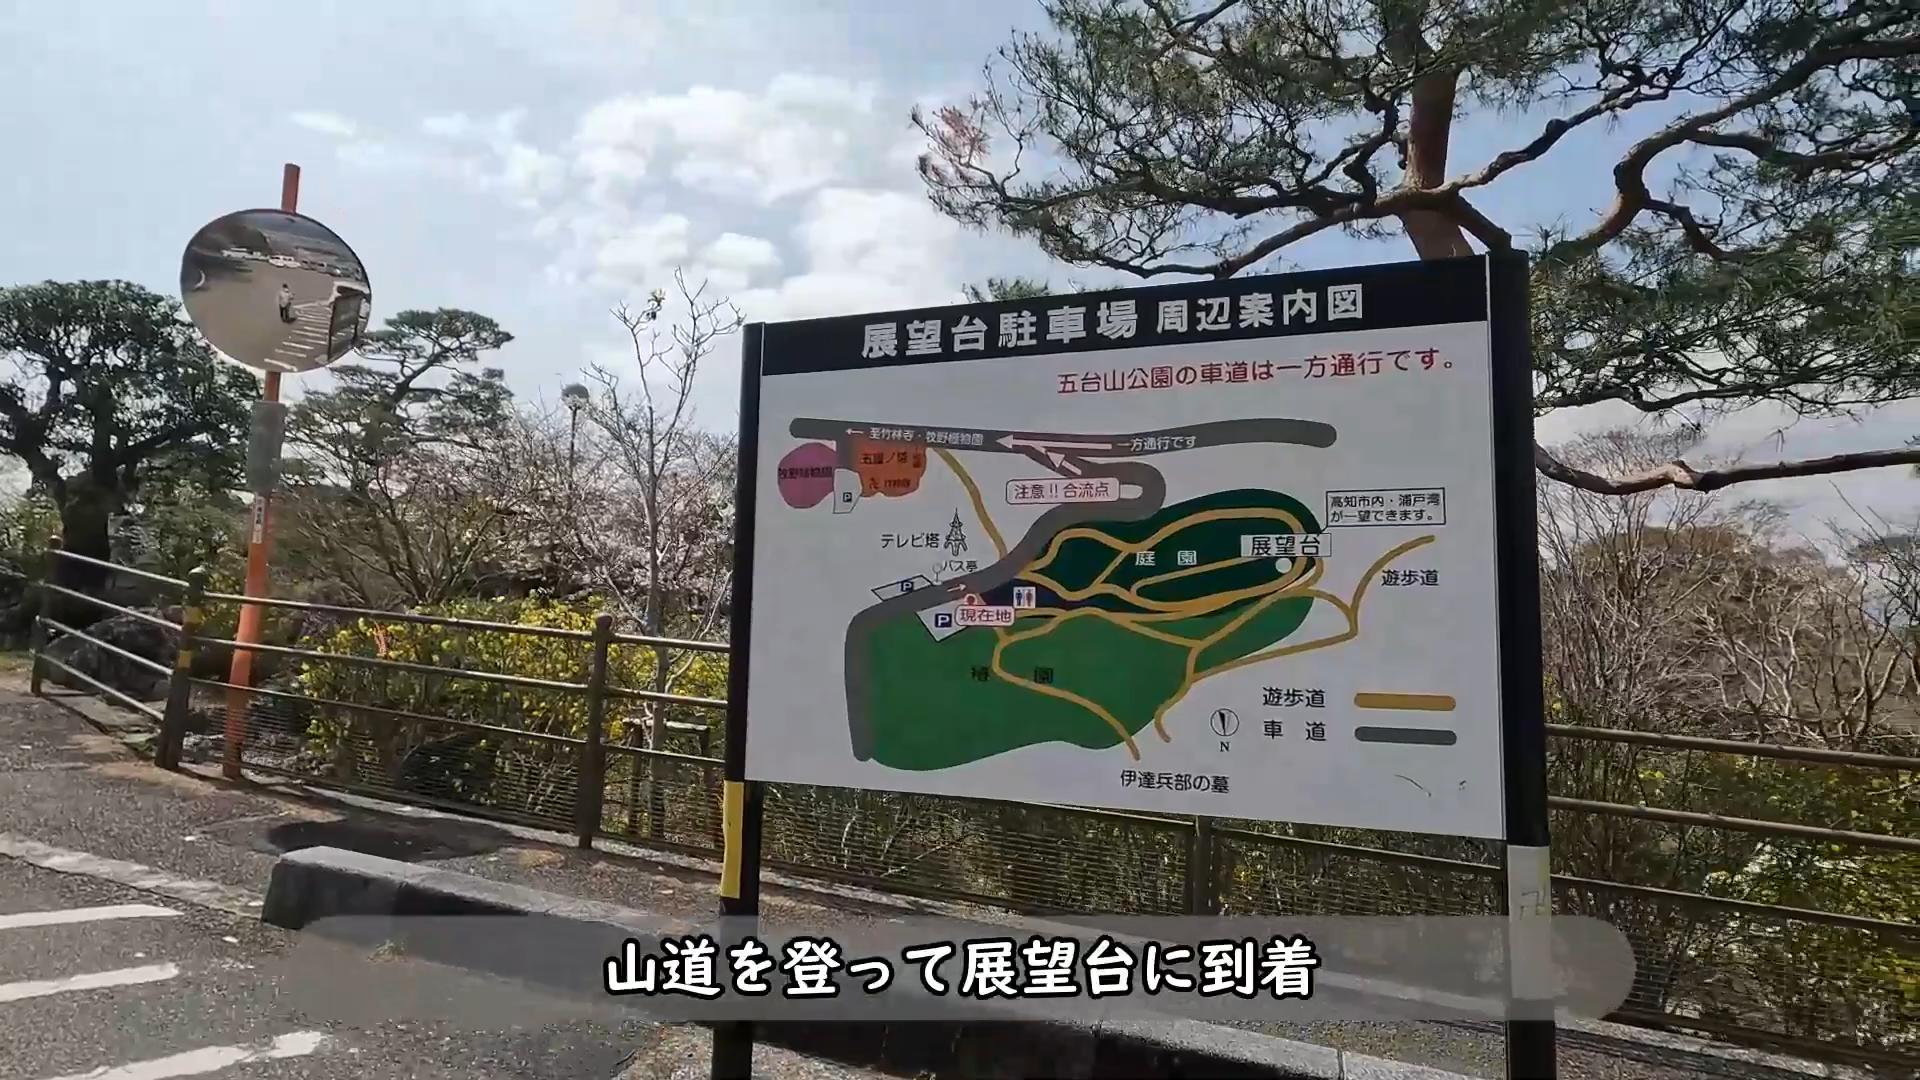 展望台駐車場 周辺案内図
五台山公園の車道は一方通行です。
← 至竹林寺・牧野植物園
一方通行です
牧野植物園
五重ノ塔
P
注意!!合流点
高知市内・浦戸湾
が一望できます。
テレビ塔
展望台
庭園
バス亭
遊歩道
P
P
現在地
椿園
遊歩道
車道
N
伊達兵部の墓
山道を登って展望台に到着